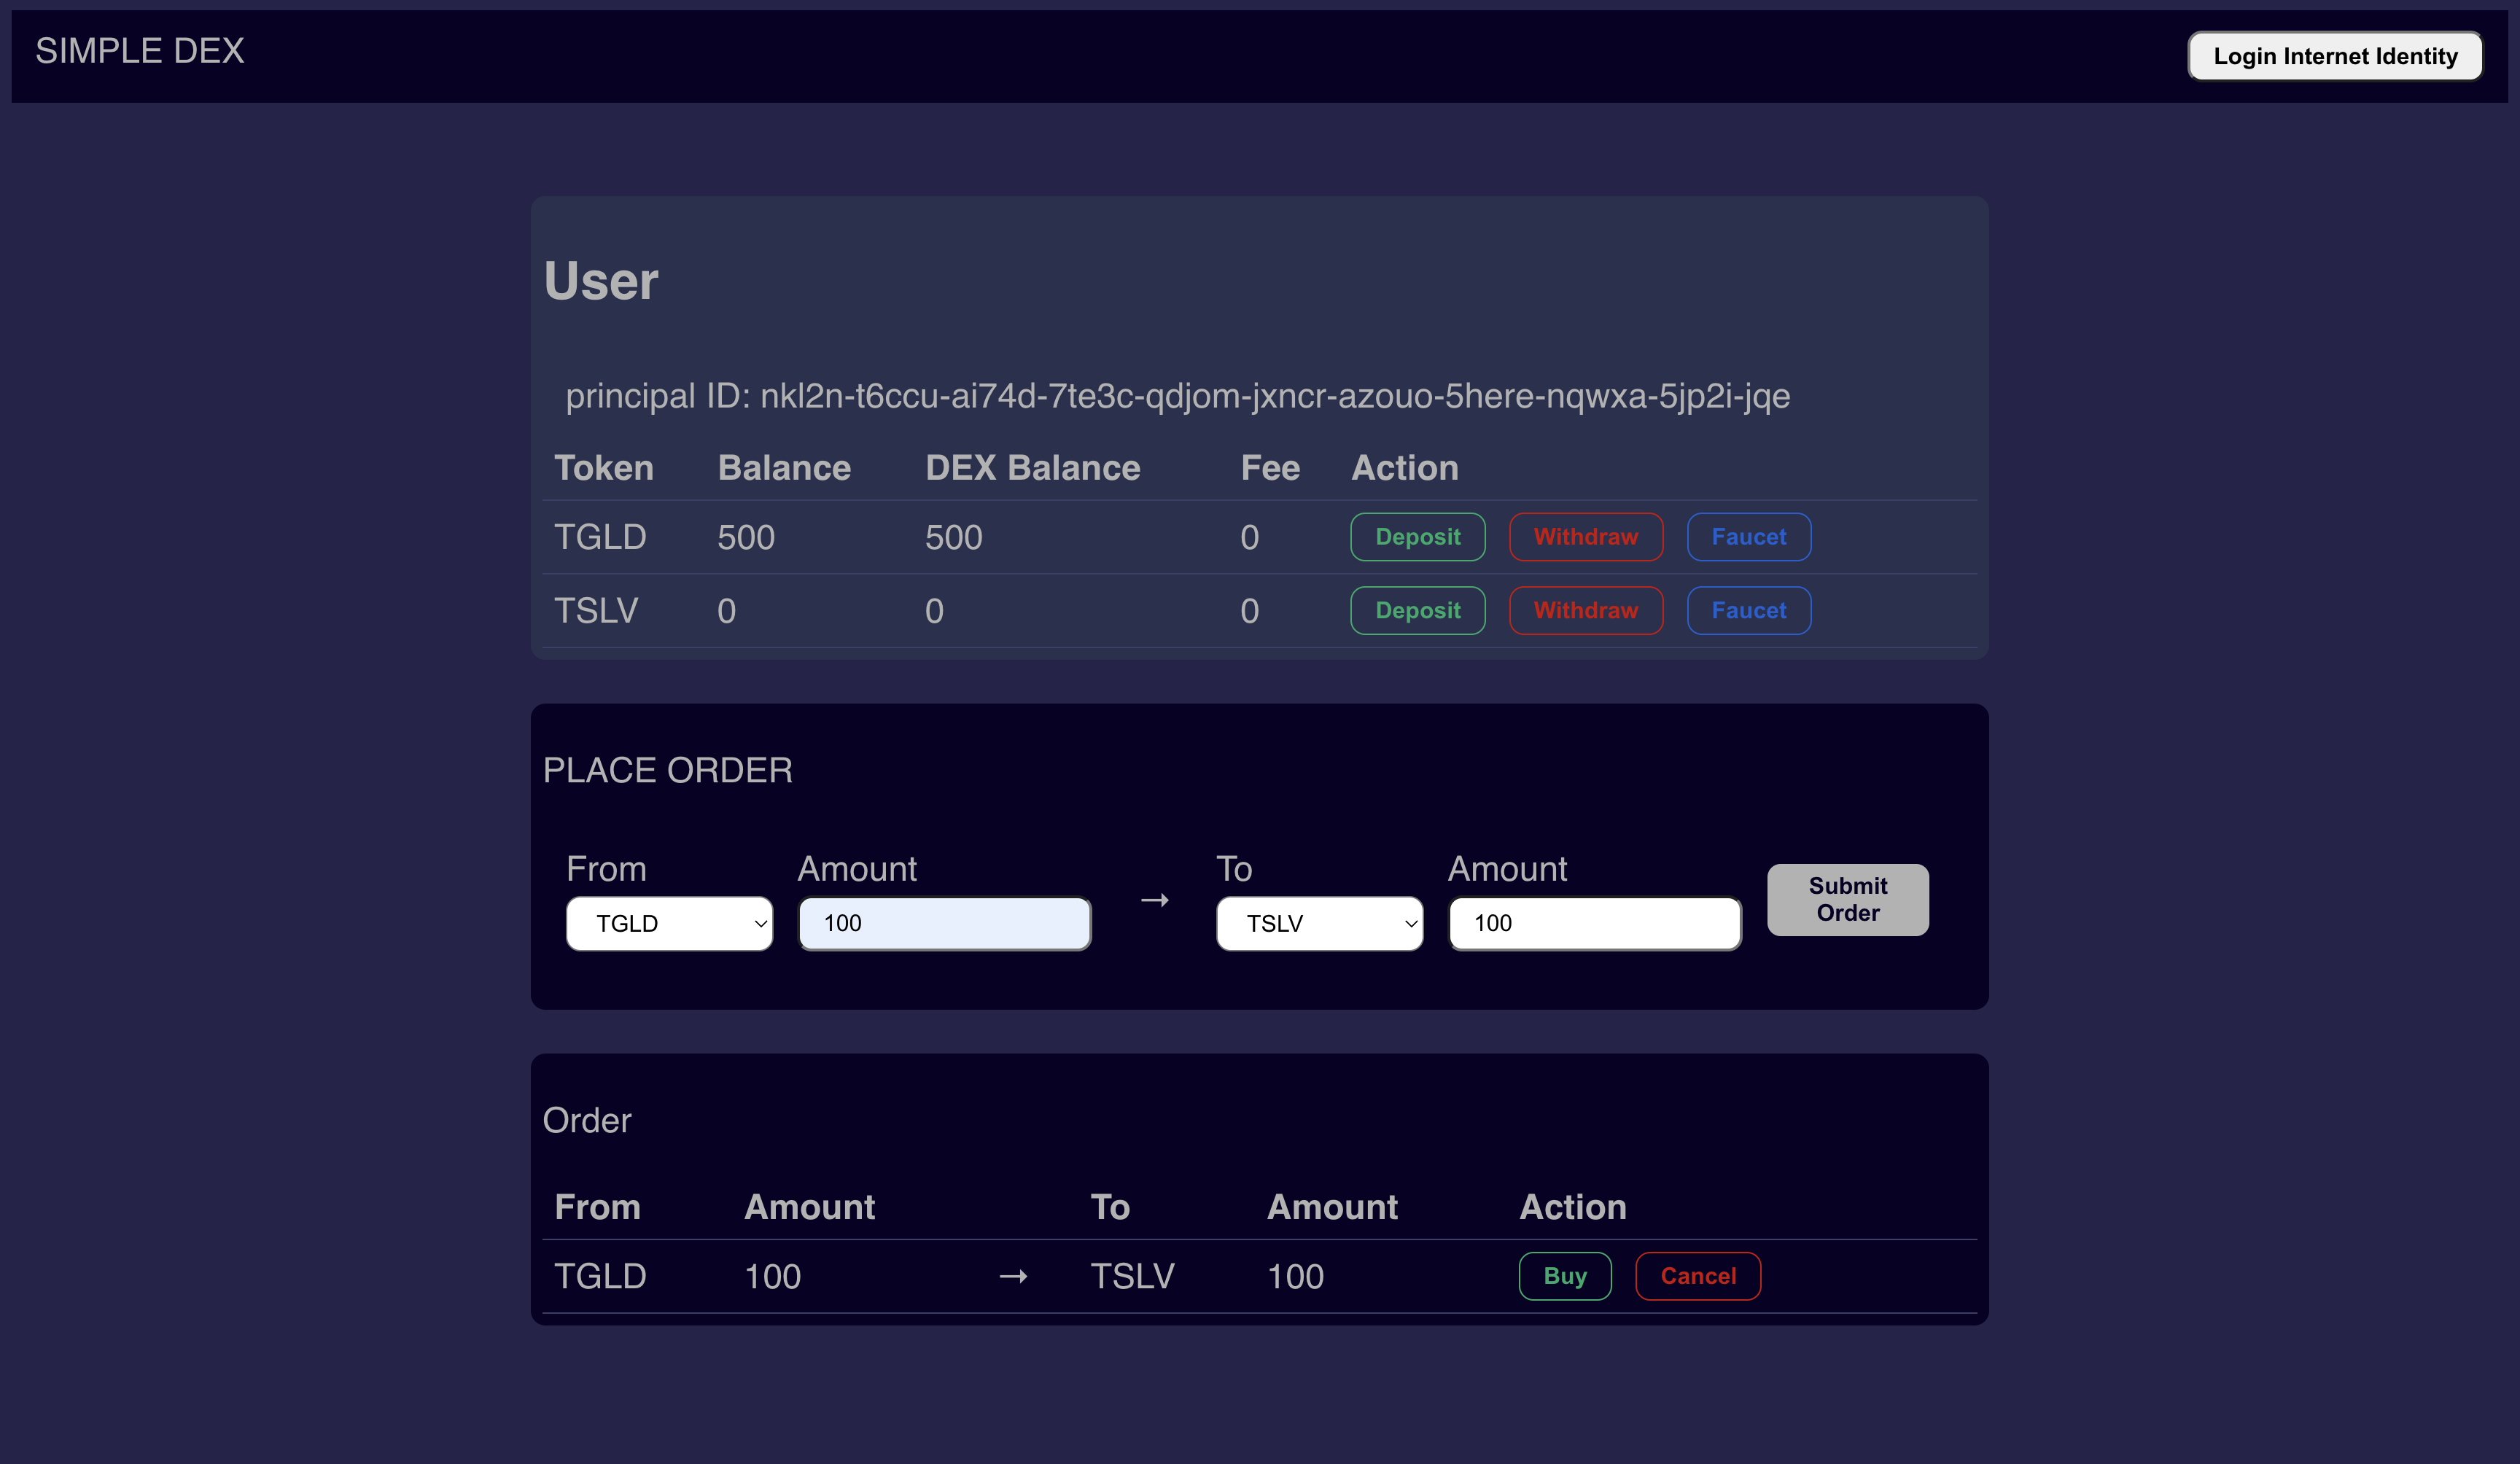 SIMPLE DEX
Login Internet Identity
User
principal ID: nkl2n-t6ccu-ai74d-7te3c-qdjom-jxncr-azouo-5here-nqwxa-5jp2i-jqe
Token Balance DEX Balance Fee Action
TGLD 500 500 0 Deposit Withdraw Faucet
TSLV 0 0 0 Deposit Withdraw Faucet
PLACE ORDER
From Amount To Amount
TGLD 100 → TSLV 100 Submit Order
Order
From Amount To Amount Action
TGLD 100 → TSLV 100 Buy Cancel